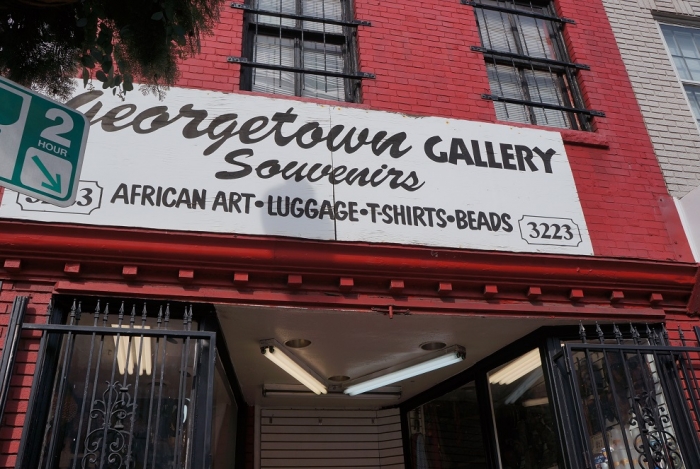 Georgetown GALLERY
Souvenirs
AFRICAN ART•LUGGAGE•T-SHIRTS•BEADS
3223
2
HOUR